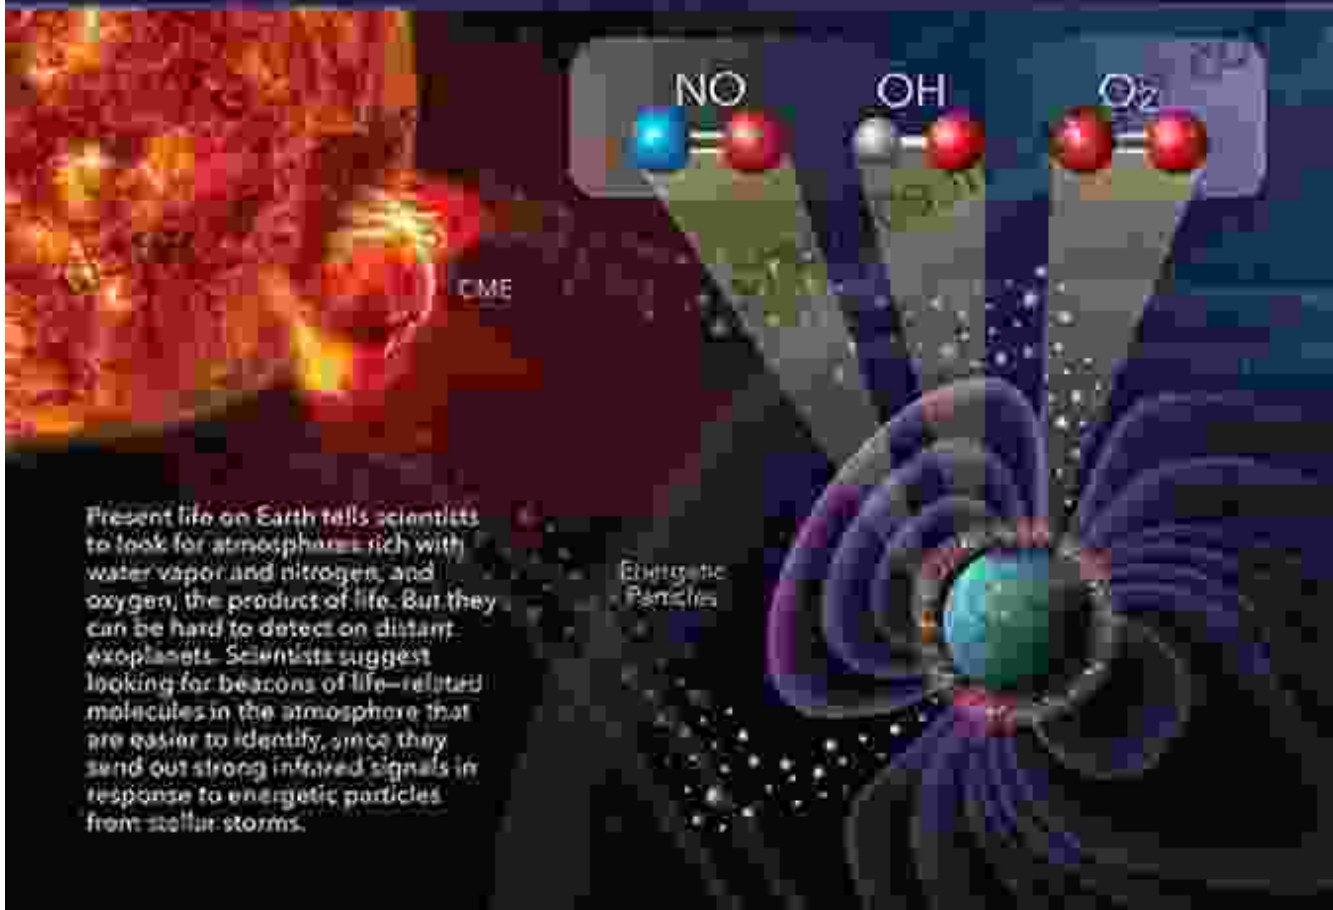 NO OH O2
CME
Present life on Earth tells scientists
to look for atmospheres rich with
water vapor and nitrogen, and
oxygen, the product of life. But they
can be hard to detect on distant
exoplanets. Scientists suggest
looking for beacons of life–related
molecules in the atmosphere that
are easier to identify, since they
send out strong infrared signals in
response to energetic particles
from stellar storms.
Energetic
Particles